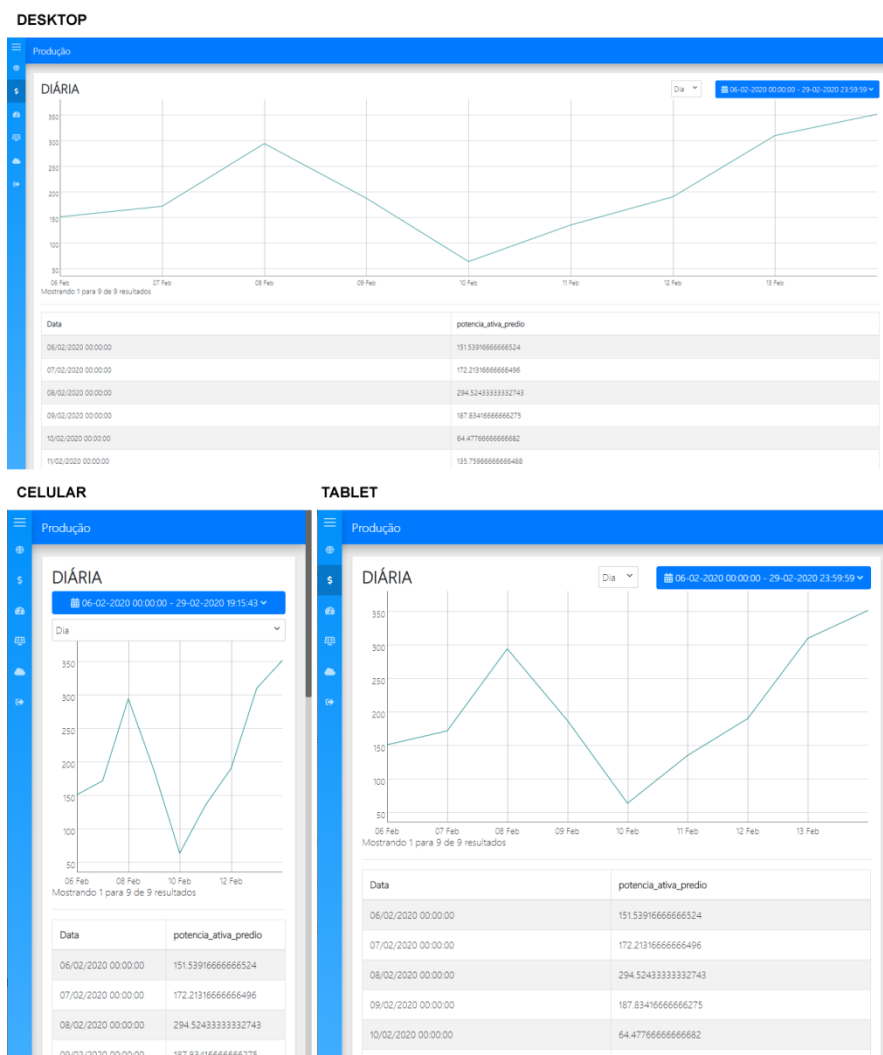 DESKTOP
Produção
DIÁRIA
Dia
06-02-2020 00:00:00 - 29-02-2020 23:59:59
350
300
250
200
150
100
50
06 Feb 07 Feb 08 Feb 09 Feb 10 Feb 11 Feb 12 Feb 13 Feb
Mostrando 1 para 9 de 9 resultados
Data potencia_ativa_predio
06/02/2020 00:00:00 151.53916666666524
07/02/2020 00:00:00 172.21316666666496
08/02/2020 00:00:00 294.52433333332743
09/02/2020 00:00:00 187.83416666666275
10/02/2020 00:00:00 64.47766666666682
11/02/2020 00:00:00 135.75966666666488
CELULAR
Produção
DIÁRIA
06-02-2020 00:00:00 - 29-02-2020 19:15:43
Dia
350
300
250
200
150
100
50
06 Feb 08 Feb 10 Feb 12 Feb
Mostrando 1 para 9 de 9 resultados
Data potencia_ativa_predio
06/02/2020 00:00:00 151.53916666666524
07/02/2020 00:00:00 172.21316666666496
08/02/2020 00:00:00 294.52433333332743
09/02/2020 00:00:00 187.83416666666275
TABLET
Produção
DIÁRIA
Dia
06-02-2020 00:00:00 - 29-02-2020 23:59:59
350
300
250
200
150
100
50
06 Feb 07 Feb 08 Feb 09 Feb 10 Feb 11 Feb 12 Feb 13 Feb
Mostrando 1 para 9 de 9 resultados
Data potencia_ativa_predio
06/02/2020 00:00:00 151.53916666666524
07/02/2020 00:00:00 172.21316666666496
08/02/2020 00:00:00 294.52433333332743
09/02/2020 00:00:00 187.83416666666275
10/02/2020 00:00:00 64.47766666666682